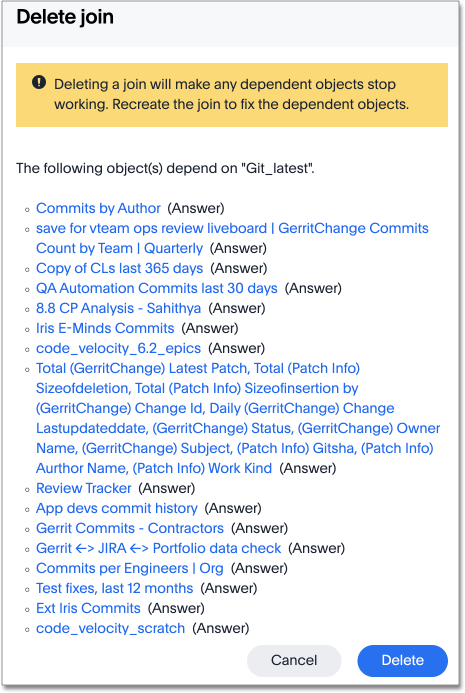 Delete join
Deleting a join will make any dependent objects stop
working. Recreate the join to fix the dependent objects.
The following object(s) depend on "Git_latest".
Commits by Author (Answer)
save for vteam ops review liveboard | GerritChange Commits
Count by Team | Quarterly (Answer)
Copy of CLs last 365 days (Answer)
QA Automation Commits last 30 days (Answer)
8.8 CP Analysis - Sahithya (Answer)
Iris E-Minds Commits (Answer)
code_velocity_6.2_epics (Answer)
Total (GerritChange) Latest Patch, Total (Patch Info)
Sizeofdeletion, Total (Patch Info) Sizeofinsertion by
(GerritChange) Change Id, Daily (GerritChange) Change
Lastupdateddate, (GerritChange) Status, (GerritChange) Owner
Name, (GerritChange) Subject, (Patch Info) Gitsha, (Patch Info)
Aurthor Name, (Patch Info) Work Kind (Answer)
Review Tracker (Answer)
App devs commit history (Answer)
Gerrit Commits - Contractors (Answer)
Gerrit <-> JIRA <-> Portfolio data check (Answer)
Commits per Engineers | Org (Answer)
Test fixes, last 12 months (Answer)
Ext Iris Commits (Answer)
code_velocity_scratch (Answer)
Cancel Delete